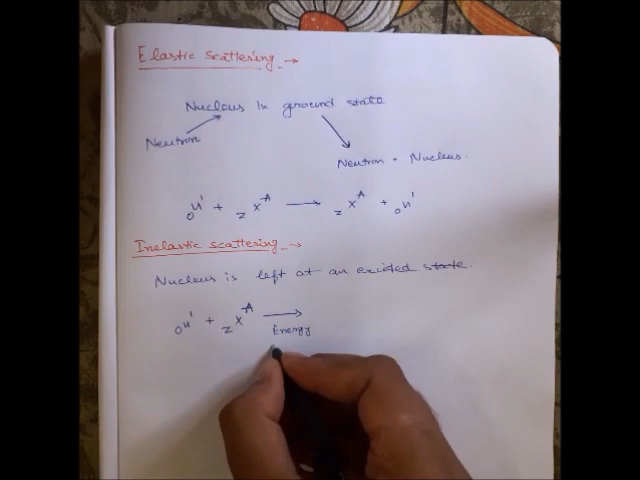 Elastic scattering →
Nucleus in ground state
Neutron
Neutron + Nucleus.
₀n¹ + zXᴬ → zXᴬ + ₀n¹
Inelastic scattering →
Nucleus is left at an excited state.
₀n¹ + zXᴬ →
Energy